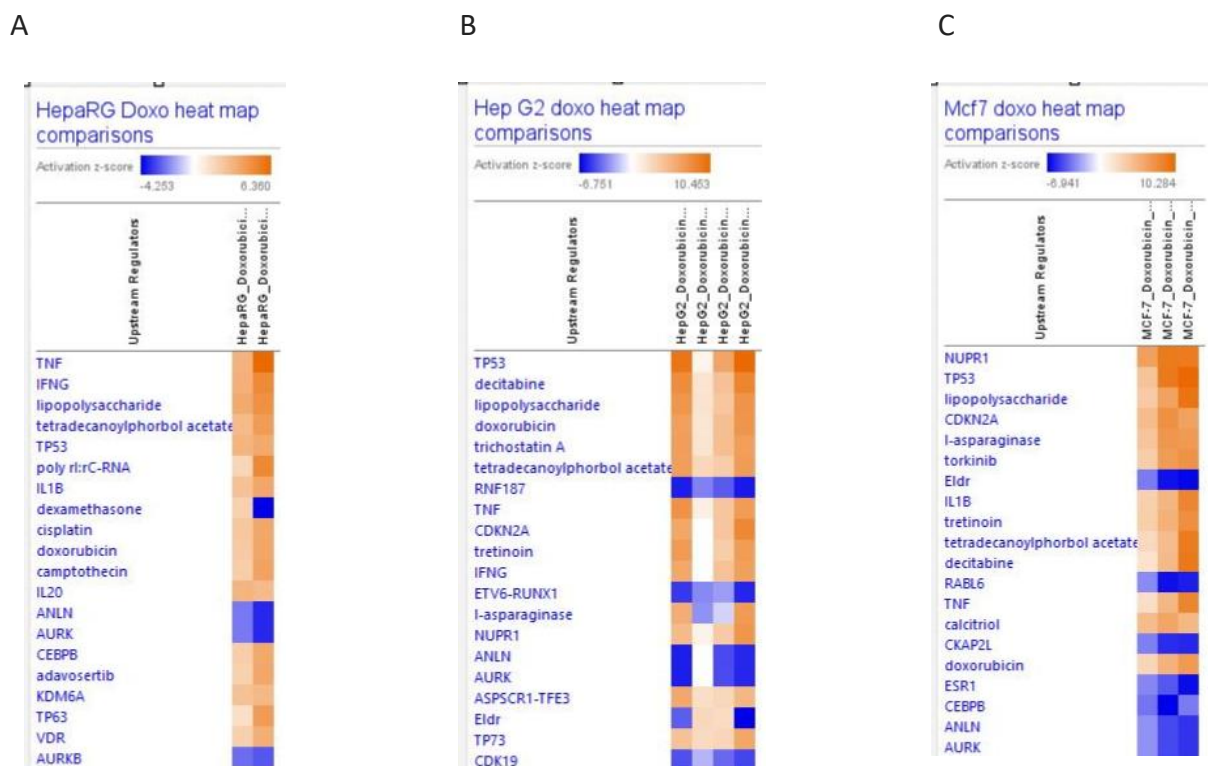 A
B
C
HepaRG Doxo heat map
comparisons
Activation z-score
-4.253
6.360
Upstream Regulators
HepaRG_Doxorubici...
HepaRG_Doxorubici...
TNF
IFNG
lipopolysaccharide
tetradecanoylphorbol acetate
TP53
poly rI:rC-RNA
IL1B
dexamethasone
cisplatin
doxorubicin
camptothecin
IL20
ANLN
AURK
CEBPB
adavosertib
KDM6A
TP63
VDR
AURKB
Hep G2 doxo heat map
comparisons
Activation z-score
-6.751
10.453
Upstream Regulators
HepG2_Doxorubicin...
HepG2_Doxorubicin...
HepG2_Doxorubicin...
HepG2_Doxorubicin...
TP53
decitabine
lipopolysaccharide
doxorubicin
trichostatin A
tetradecanoylphorbol acetate
RNF187
TNF
CDKN2A
tretinoin
IFNG
ETV6-RUNX1
l-asparaginase
NUPR1
ANLN
AURK
ASPSCR1-TFE3
Eldr
TP73
CDK19
Mcf7 doxo heat map
comparisons
Activation z-score
-6.941
10.284
Upstream Regulators
MCF-7_Doxorubicin_...
MCF-7_Doxorubicin_...
MCF-7_Doxorubicin_...
NUPR1
TP53
lipopolysaccharide
CDKN2A
l-asparaginase
torkinib
Eldr
IL1B
tretinoin
tetradecanoylphorbol acetate
decitabine
RABL6
TNF
calcitriol
CKAP2L
doxorubicin
ESR1
CEBPB
ANLN
AURK